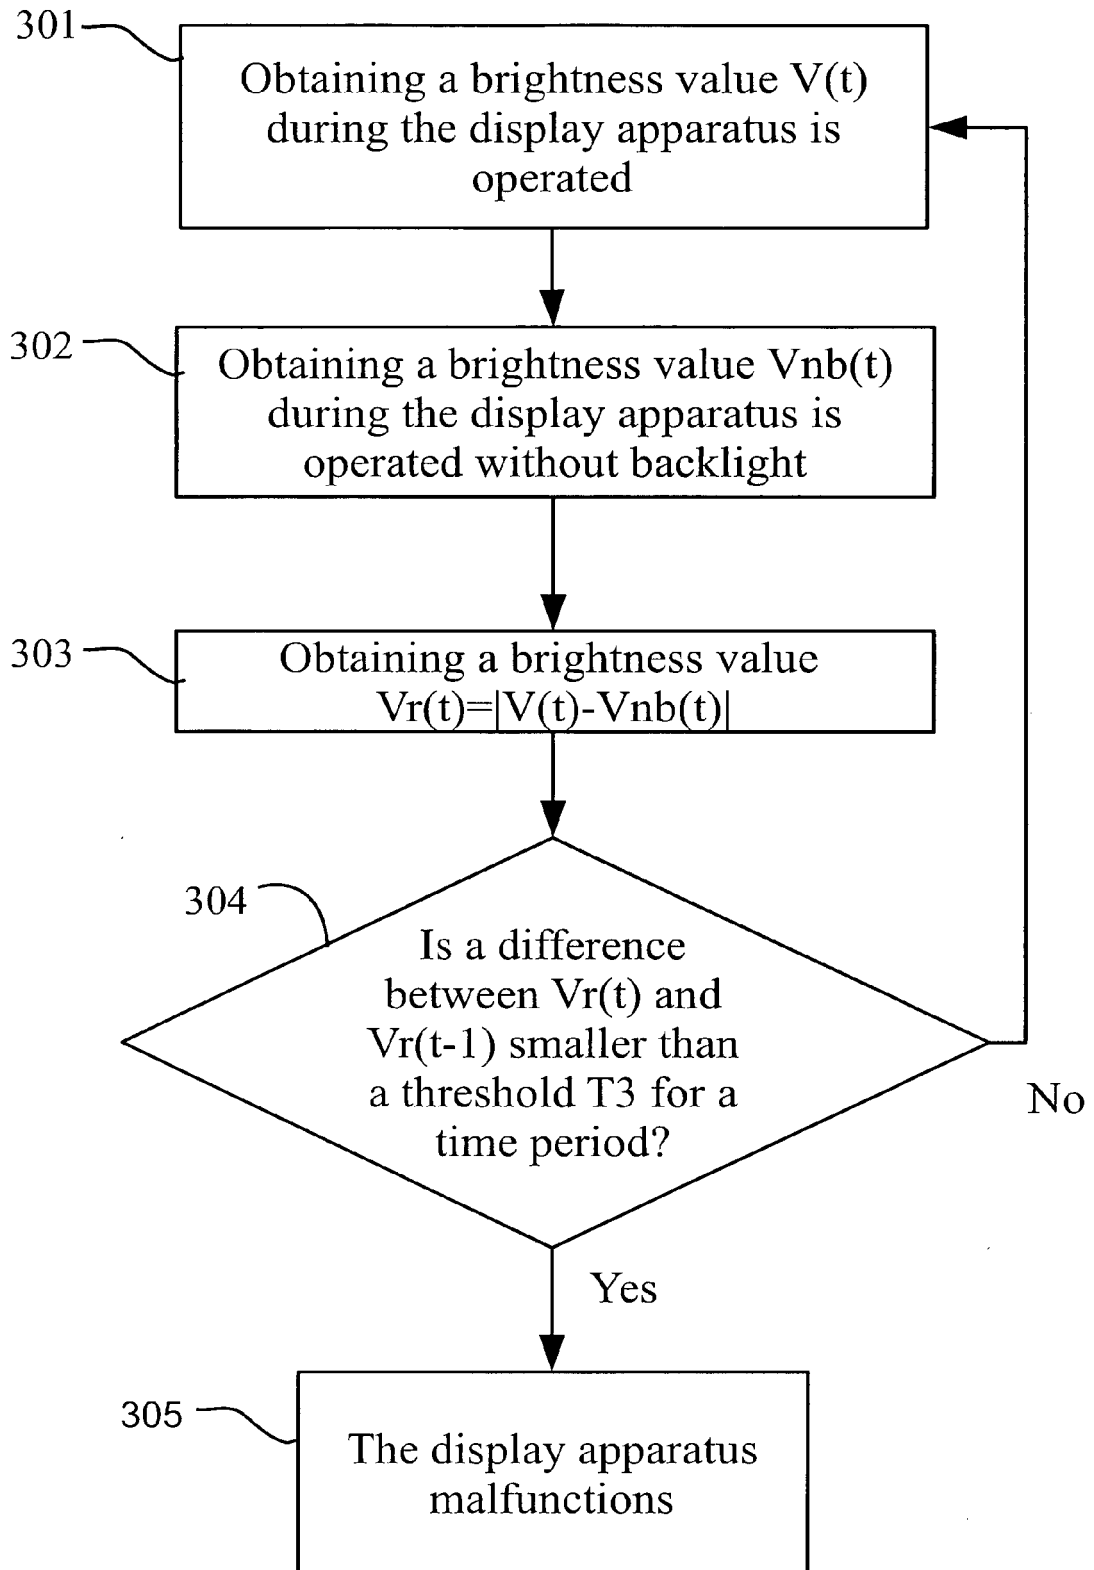 301
Obtaining a brightness value V(t)
during the display apparatus is
operated
302
Obtaining a brightness value Vnb(t)
during the display apparatus is
operated without backlight
303
Obtaining a brightness value
Vr(t)=|V(t)-Vnb(t)|
304
Is a difference
between Vr(t) and
Vr(t-1) smaller than
a threshold T3 for a
time period?
No
Yes
305
The display apparatus
malfunctions